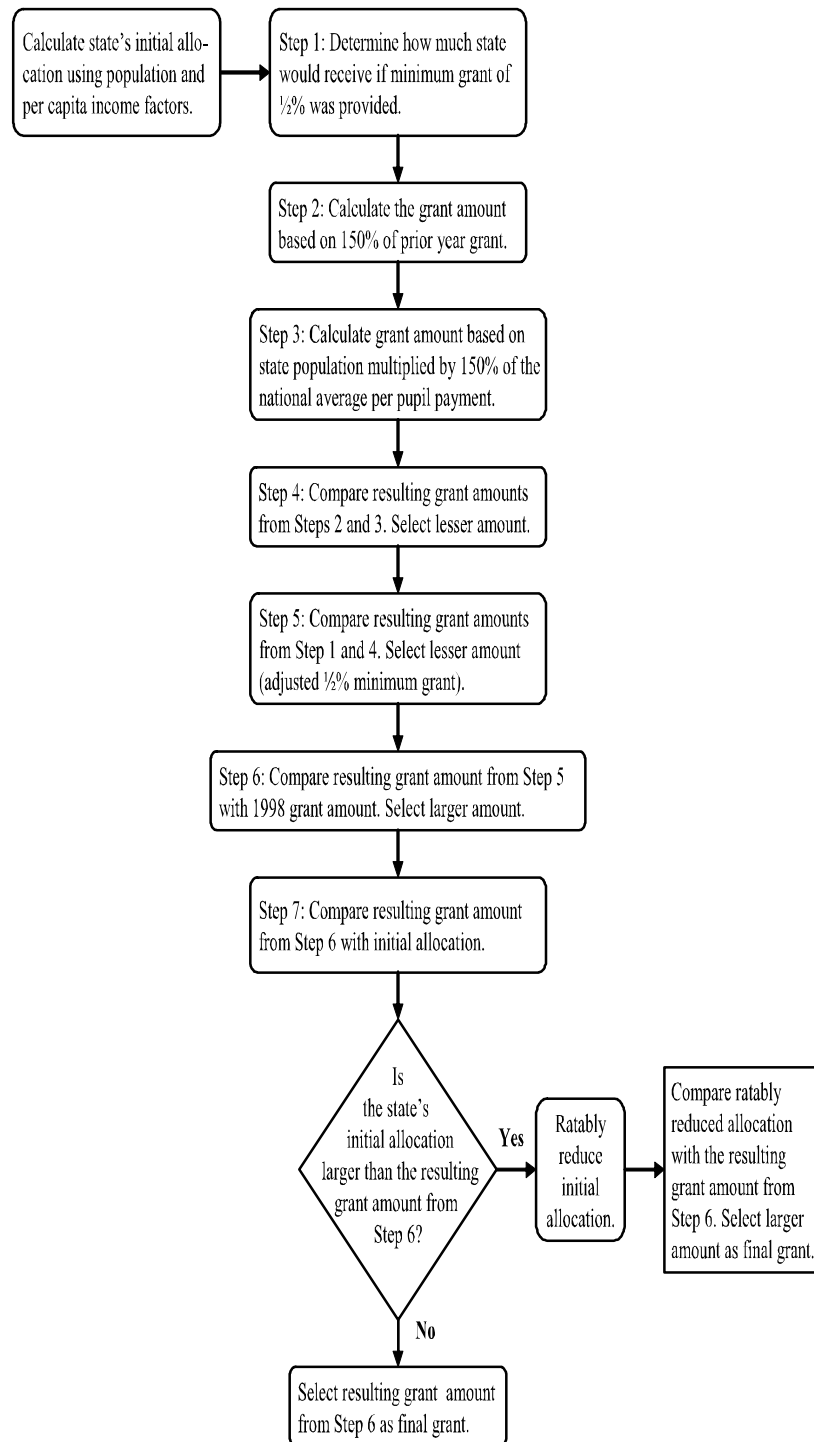 Calculate state's initial allo-
cation using population and
per capita income factors.
Step 1: Determine how much state
would receive if minimum grant of
½% was provided.
Step 2: Calculate the grant amount
based on 150% of prior year grant.
Step 3: Calculate grant amount based on
state population multiplied by 150% of the
national average per pupil payment.
Step 4: Compare resulting grant amounts
from Steps 2 and 3. Select lesser amount.
Step 5: Compare resulting grant amounts
from Step 1 and 4. Select lesser amount
(adjusted ½% minimum grant).
Step 6: Compare resulting grant amount from Step 5
with 1998 grant amount. Select larger amount.
Step 7: Compare resulting grant amount
from Step 6 with initial allocation.
Is
the state's
initial allocation
larger than the resulting
grant amount from
Step 6?
Yes
Ratably
reduce
initial
allocation.
Compare ratably
reduced allocation
with the resulting
grant amount from
Step 6. Select larger
amount as final grant.
No
Select resulting grant amount
from Step 6 as final grant.